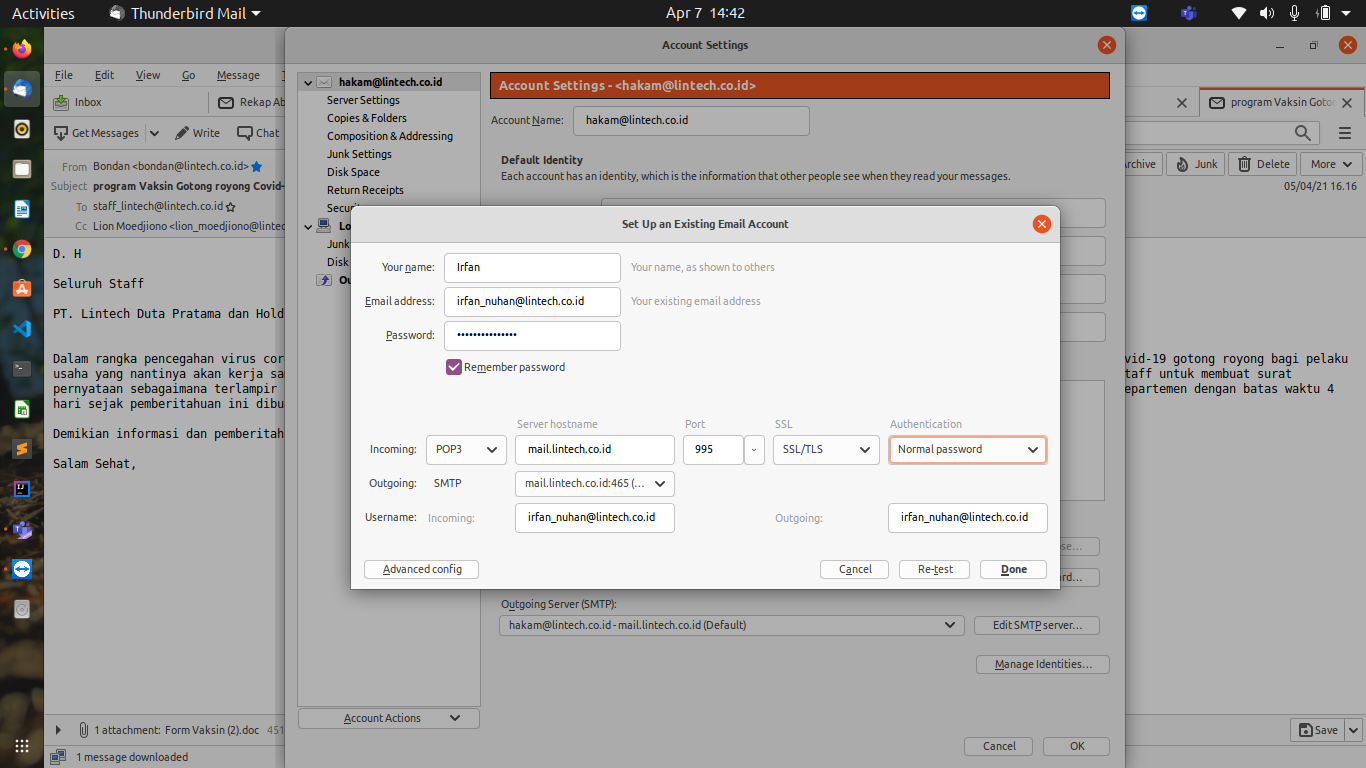 Activities Thunderbird Mail Apr 7 14:42
Account Settings
File Edit View Go Message
Inbox Rekap Ab program Vaksin Goton
Get Messages Write Chat
From Bondan <bondan@lintech.co.id> Archive Junk Delete More
Subject program Vaksin Gotong royong Covid- 05/04/21 16.16
To staff_lintech@lintech.co.id
Cc Lion Moedjiono <lion_moedjiono@lintec
D. H
Seluruh Staff
PT. Lintech Duta Pratama dan Hold
Dalam rangka pencegahan virus cor vid-19 gotong royong bagi pelaku
usaha yang nantinya akan kerja sam taff untuk membuat surat
pernyataan sebagaimana terlampir epartemen dengan batas waktu 4
hari sejak pemberitahuan ini dibu
Demikian informasi dan pemberitah
Salam Sehat,
hakam@lintech.co.id
Server Settings
Copies & Folders
Composition & Addressing
Junk Settings
Disk Space
Return Receipts
Securi
Lo
Junk
Disk
Ou
Account Settings - <hakam@lintech.co.id>
Account Name: hakam@lintech.co.id
Default Identity
Each account has an identity, which is the information that other people see when they read your messages.
Set Up an Existing Email Account
Your name: Irfan Your name, as shown to others
Email address: irfan_nuhan@lintech.co.id Your existing email address
Password: •••••••••••••••
Remember password
Server hostname Port SSL Authentication
Incoming: POP3 mail.lintech.co.id 995 SSL/TLS Normal password
Outgoing: SMTP mail.lintech.co.id:465 (...
Username: Incoming: irfan_nuhan@lintech.co.id Outgoing: irfan_nuhan@lintech.co.id
Advanced config Cancel Re-test Done
se...
rd...
Outgoing Server (SMTP):
hakam@lintech.co.id - mail.lintech.co.id (Default) Edit SMTP server...
Manage Identities...
Account Actions
Cancel OK
1 attachment: Form Vaksin (2).doc 451 Save
1 message downloaded